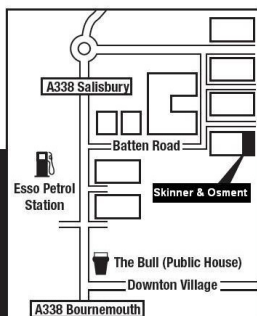 A338 Salisbury
Batten Road
Esso Petrol
Station
Skinner & Osment
The Bull (Public House)
Downton Village
A338 Bournemouth